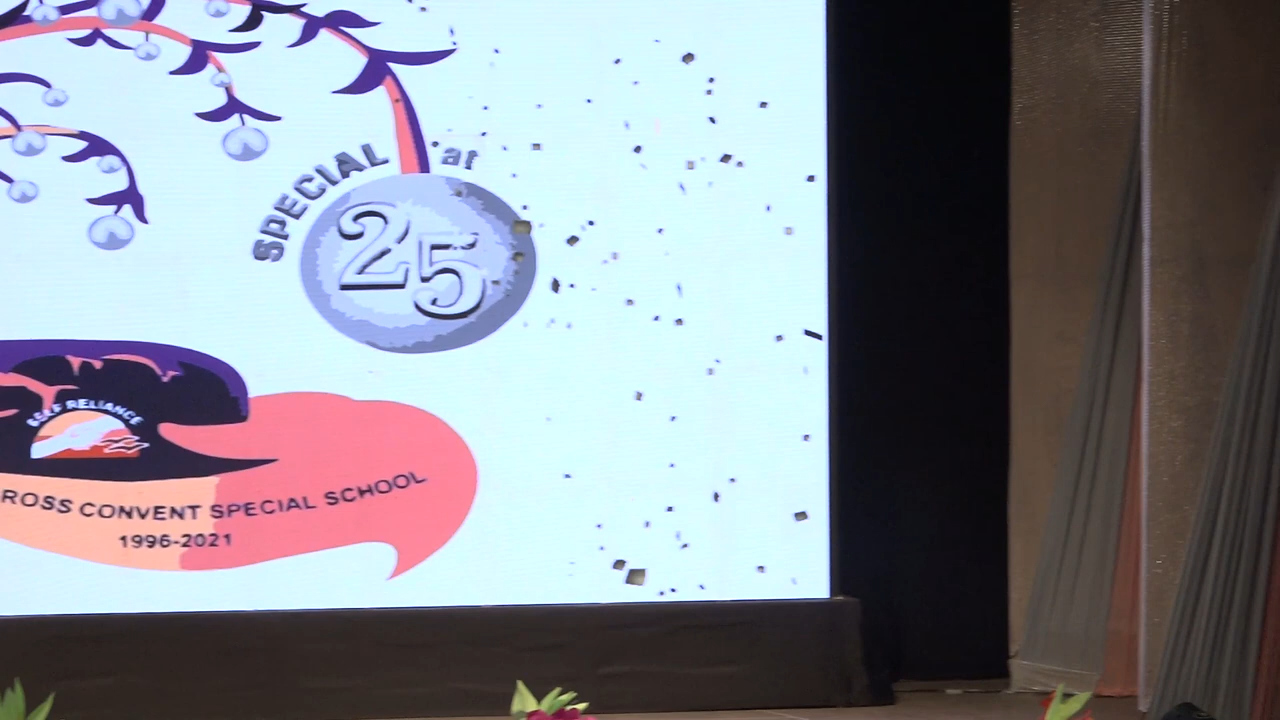 SPECIAL at
25
SELF RELIANCE
ROSS CONVENT SPECIAL SCHOOL
1996-2021